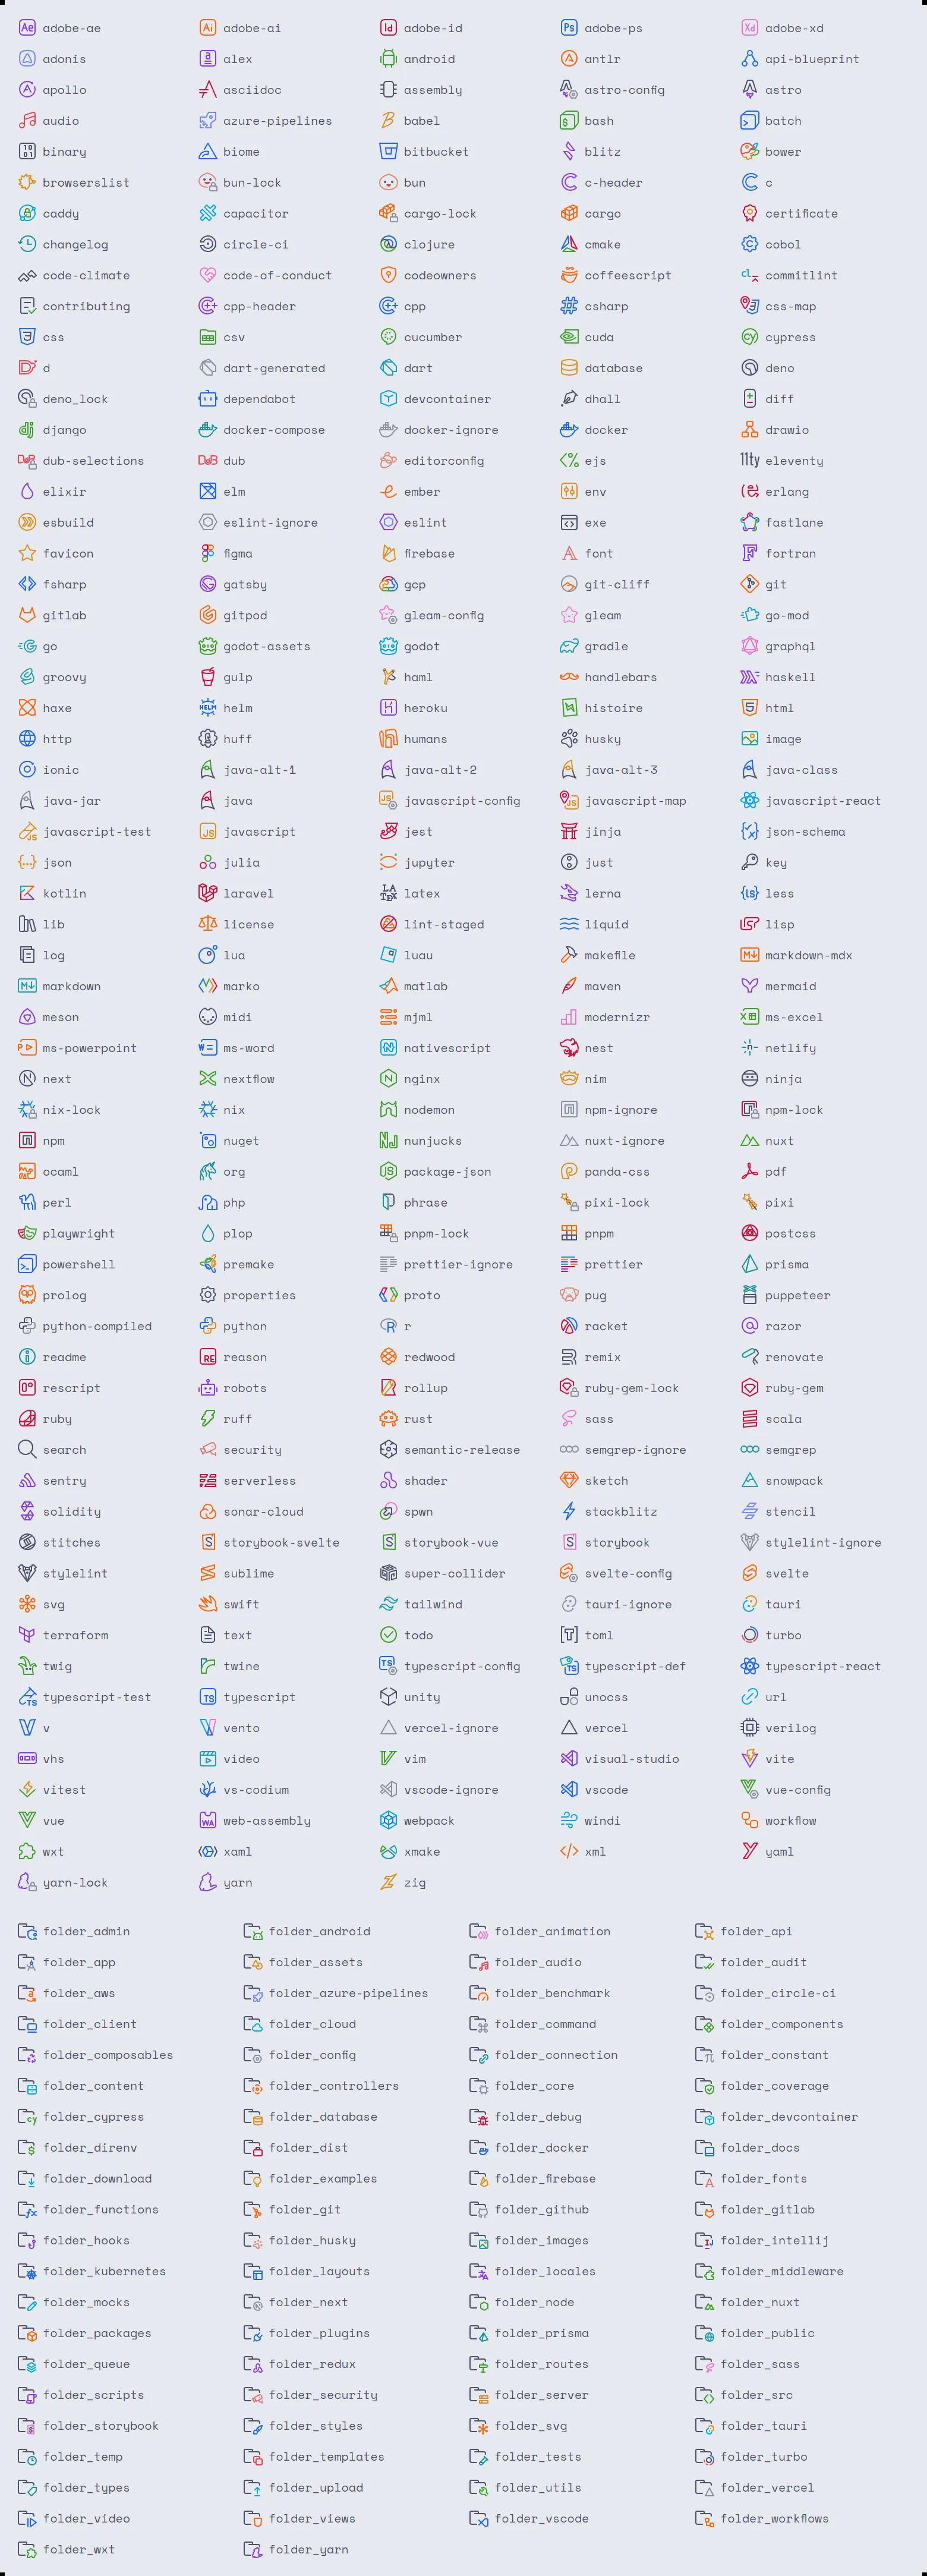 adobe-ae adobe-ai adobe-id adobe-ps adobe-xd
adonis alex android antlr api-blueprint
apollo asciidoc assembly astro-config astro
audio azure-pipelines babel bash batch
binary biome bitbucket blitz bower
browserslist bun-lock bun c-header c
caddy capacitor cargo-lock cargo certificate
changelog circle-ci clojure cmake cobol
code-climate code-of-conduct codeowners coffeescript commitlint
contributing cpp-header cpp csharp css-map
css csv cucumber cuda cypress
d dart-generated dart database deno
deno_lock dependabot devcontainer dhall diff
django docker-compose docker-ignore docker drawio
dub-selections dub editorconfig ejs eleventy
elixir elm ember env erlang
esbuild eslint-ignore eslint exe fastlane
favicon figma firebase font fortran
fsharp gatsby gcp git-cliff git
gitlab gitpod gleam-config gleam go-mod
go godot-assets godot gradle graphql
groovy gulp haml handlebars haskell
haxe helm heroku histoire html
http huff humans husky image
ionic java-alt-1 java-alt-2 java-alt-3 java-class
java-jar java javascript-config javascript-map javascript-react
javascript-test javascript jest jinja json-schema
json julia jupyter just key
kotlin laravel latex lerna less
lib license lint-staged liquid lisp
log lua luau makefile markdown-mdx
markdown marko matlab maven mermaid
meson midi mjml modernizr ms-excel
ms-powerpoint ms-word nativescript nest netlify
next nextflow nginx nim ninja
nix-lock nix nodemon npm-ignore npm-lock
npm nuget nunjucks nuxt-ignore nuxt
ocaml org package-json panda-css pdf
perl php phrase pixi-lock pixi
playwright plop pnpm-lock pnpm postcss
powershell premake prettier-ignore prettier prisma
prolog properties proto pug puppeteer
python-compiled python r racket razor
readme reason redwood remix renovate
rescript robots rollup ruby-gem-lock ruby-gem
ruby ruff rust sass scala
search security semantic-release semgrep-ignore semgrep
sentry serverless shader sketch snowpack
solidity sonar-cloud spwn stackblitz stencil
stitches storybook-svelte storybook-vue storybook stylelint-ignore
stylelint sublime super-collider svelte-config svelte
svg swift tailwind tauri-ignore tauri
terraform text todo toml turbo
twig twine typescript-config typescript-def typescript-react
typescript-test typescript unity unocss url
v vento vercel-ignore vercel verilog
vhs video vim visual-studio vite
vitest vs-codium vscode-ignore vscode vue-config
vue web-assembly webpack windi workflow
wxt xaml xmake xml yaml
yarn-lock yarn zig
folder_admin folder_android folder_animation folder_api
folder_app folder_assets folder_audio folder_audit
folder_aws folder_azure-pipelines folder_benchmark folder_circle-ci
folder_client folder_cloud folder_command folder_components
folder_composables folder_config folder_connection folder_constant
folder_content folder_controllers folder_core folder_coverage
folder_cypress folder_database folder_debug folder_devcontainer
folder_direnv folder_dist folder_docker folder_docs
folder_download folder_examples folder_firebase folder_fonts
folder_functions folder_git folder_github folder_gitlab
folder_hooks folder_husky folder_images folder_intellij
folder_kubernetes folder_layouts folder_locales folder_middleware
folder_mocks folder_next folder_node folder_nuxt
folder_packages folder_plugins folder_prisma folder_public
folder_queue folder_redux folder_routes folder_sass
folder_scripts folder_security folder_server folder_src
folder_storybook folder_styles folder_svg folder_tauri
folder_temp folder_templates folder_tests folder_turbo
folder_types folder_upload folder_utils folder_vercel
folder_video folder_views folder_vscode folder_workflows
folder_wxt folder_yarn